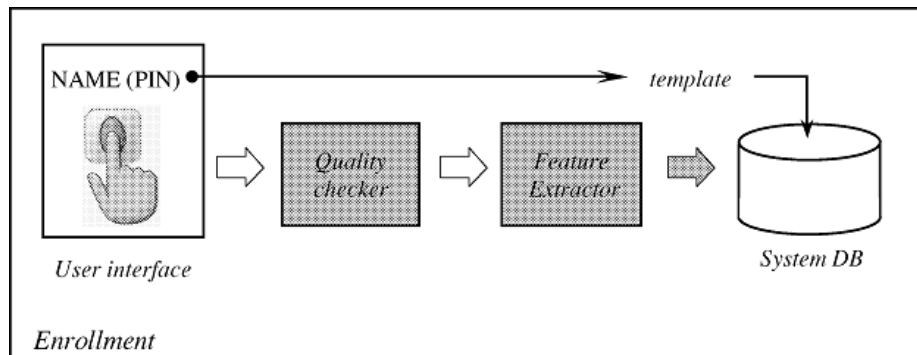 NAME (PIN)
template
Quality
checker
Feature
Extractor
User interface
System DB
Enrollment